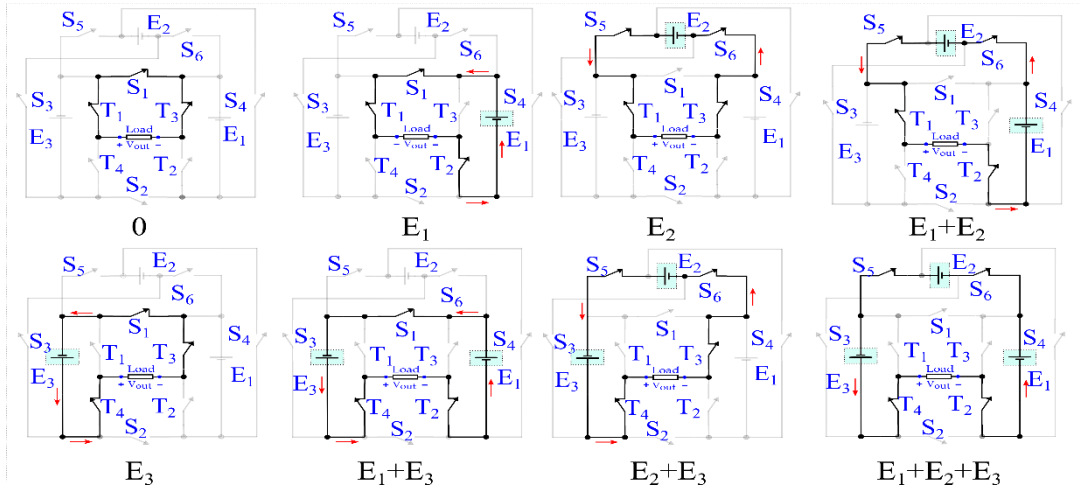 S₅ E₂
S₆
S₁
S₃ S₄
T₁ T₃
E₃ Load E₁
+ Vout −
T₄ T₂
S₂
0
S₅ E₂
S₆
S₁
S₃ S₄
T₁ T₃
E₃ Load E₁
− Vout −
T₄ T₂
S₂
E₁
S₅ E₂
S₆
S₁
S₃ S₄
T₁ T₃
E₃ Load E₁
+ Vout −
T₄ T₂
S₂
E₂
S₅ E₂
S₆
S₁
S₃ S₄
T₁ T₃
E₃ Load E₁
+ Vout −
T₄ T₂
S₂
E₁+E₂
S₅ E₂
S₆
S₁
S₃ S₄
T₁ T₃
E₃ Load E₁
+ Vout −
T₄ T₂
S₂
E₃
S₅ E₂
S₆
S₁
S₃ S₄
T₁ T₃
E₃ Load E₁
+ Vout −
T₄ T₂
S₂
E₁+E₃
S₅ E₂
S₆
S₁
S₃ S₄
T₁ T₃
E₃ Load E₁
+ Vout −
T₄ T₂
S₂
E₂+E₃
S₅ E₂
S₆
S₁
S₃ S₄
T₁ T₃
E₃ Load E₁
+ Vout −
T₄ T₂
S₂
E₁+E₂+E₃